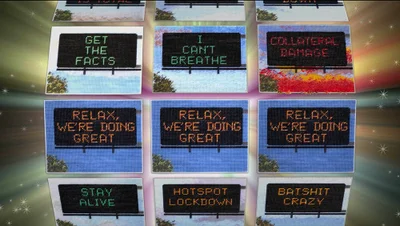 GET
THE
FACTS
I
CAN'T
BREATHE
COLLATERAL
DAMAGE
RELAX,
WE'RE DOING
GREAT
RELAX,
WE'RE DOING
GREAT
RELAX,
WE'RE DOING
GREAT
STAY
ALIVE
HOTSPOT
LOCKDOWN
BATSHIT
CRAZY